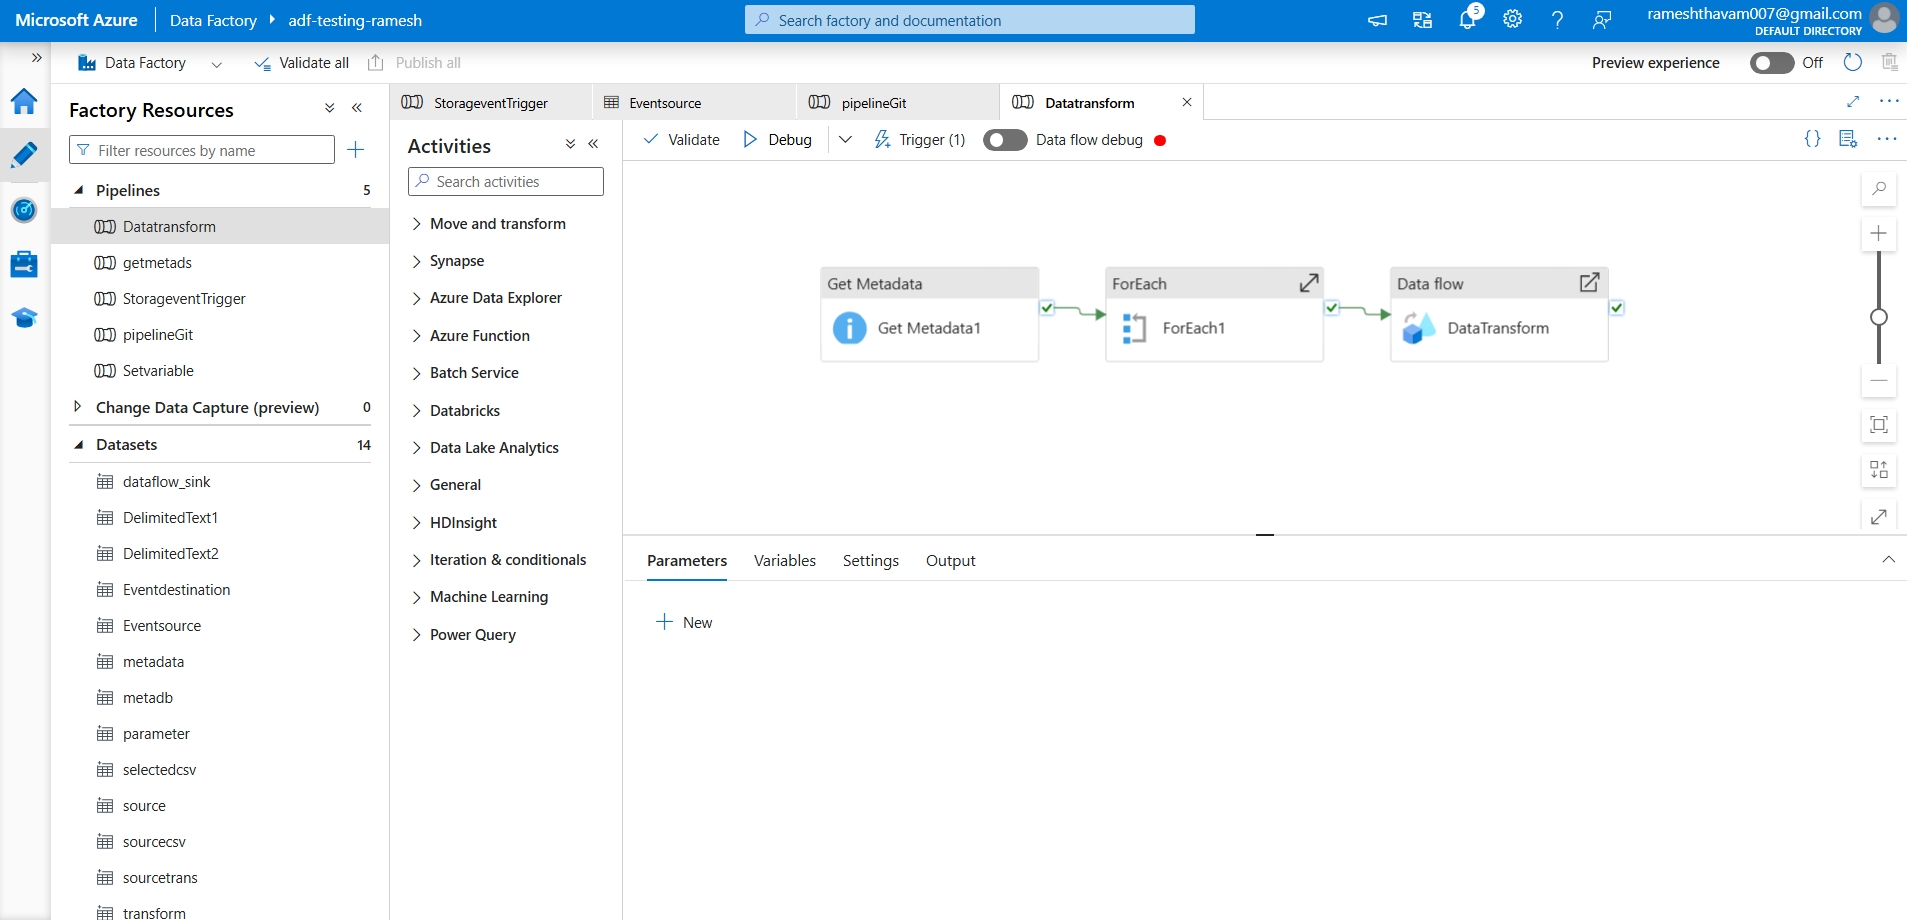 Microsoft Azure
Data Factory
adf-testing-ramesh
Search factory and documentation
5
rameshthavam007@gmail.com
DEFAULT DIRECTORY
Data Factory
Validate all
Publish all
Preview experience
Off
Factory Resources
Filter resources by name
Pipelines 5
Datatransform
getmetads
StorageventTrigger
pipelineGit
Setvariable
Change Data Capture (preview) 0
Datasets 14
dataflow_sink
DelimitedText1
DelimitedText2
Eventdestination
Eventsource
metadata
metadb
parameter
selectedcsv
source
sourcecsv
sourcetrans
transform
StorageventTrigger
Eventsource
pipelineGit
Datatransform
Activities
Search activities
Move and transform
Synapse
Azure Data Explorer
Azure Function
Batch Service
Databricks
Data Lake Analytics
General
HDInsight
Iteration & conditionals
Machine Learning
Power Query
Validate
Debug
Trigger (1)
Data flow debug
Get Metadata
Get Metadata1
ForEach
ForEach1
Data flow
DataTransform
Parameters
Variables
Settings
Output
New